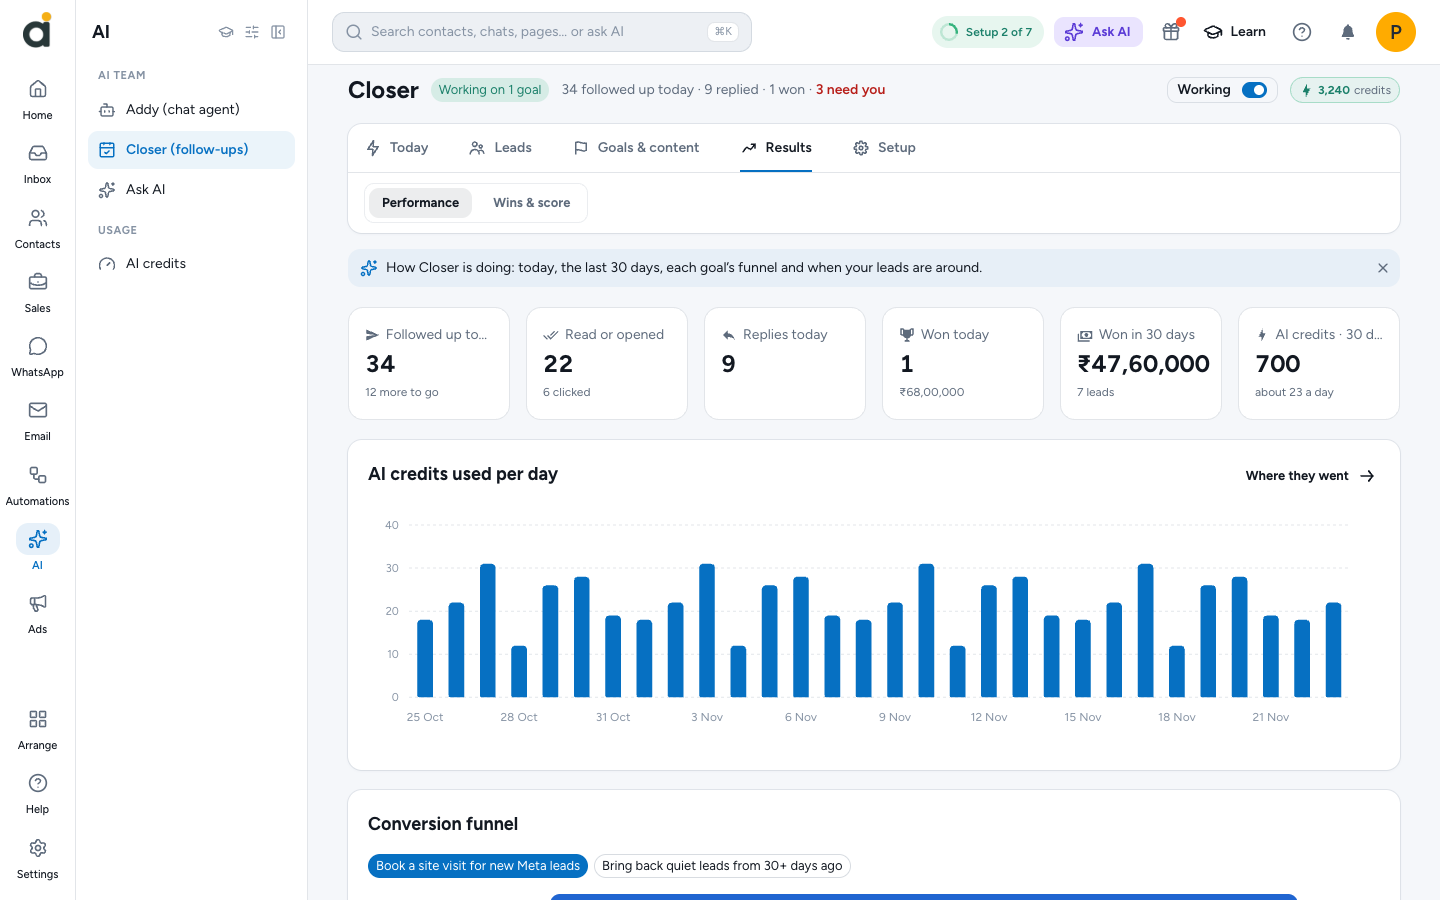 AI
AI TEAM
Addy (chat agent)
Closer (follow-ups)
Ask AI
USAGE
AI credits
Home
Inbox
Contacts
Sales
WhatsApp
Email
Automations
AI
Ads
Arrange
Help
Settings
Search contacts, chats, pages... or ask AI
⌘K
Setup 2 of 7
Ask AI
Learn
P
Closer
Working on 1 goal
34 followed up today · 9 replied · 1 won · 3 need you
Working
3,240 credits
Today
Leads
Goals & content
Results
Setup
Performance
Wins & score
How Closer is doing: today, the last 30 days, each goal's funnel and when your leads are around.
Followed up to...
34
12 more to go
Read or opened
22
6 clicked
Replies today
9
Won today
1
₹68,00,000
Won in 30 days
₹47,60,000
7 leads
AI credits · 30 d...
700
about 23 a day
AI credits used per day
Where they went
40
30
20
10
0
25 Oct 28 Oct 31 Oct 3 Nov 6 Nov 9 Nov 12 Nov 15 Nov 18 Nov 21 Nov
Conversion funnel
Book a site visit for new Meta leads
Bring back quiet leads from 30+ days ago